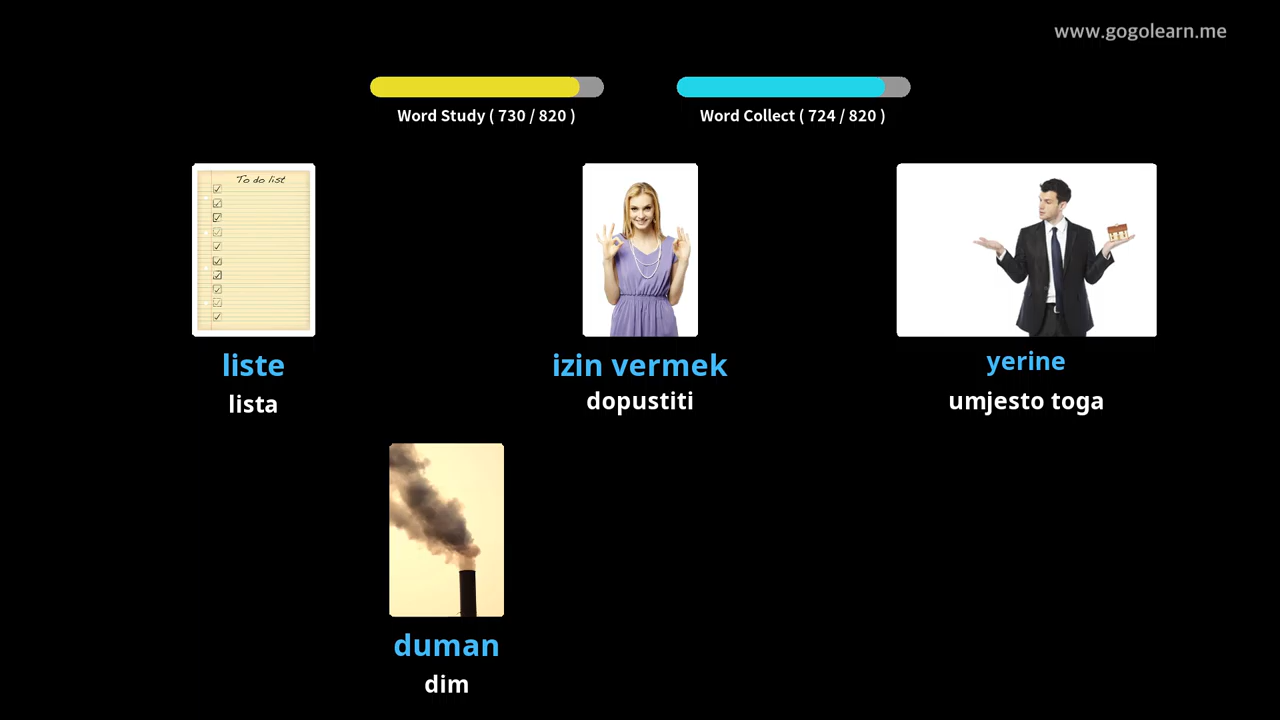 www.gogolearn.me
Word Study ( 730 / 820 )
Word Collect ( 724 / 820 )
To do list
liste
lista
izin vermek
dopustiti
yerine
umjesto toga
duman
dim